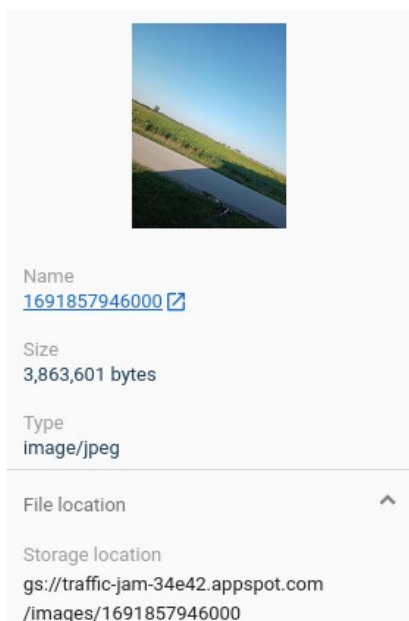 Name
1691857946000
Size
3,863,601 bytes
Type
image/jpeg
File location
Storage location
gs://traffic-jam-34e42.appspot.com
/images/1691857946000